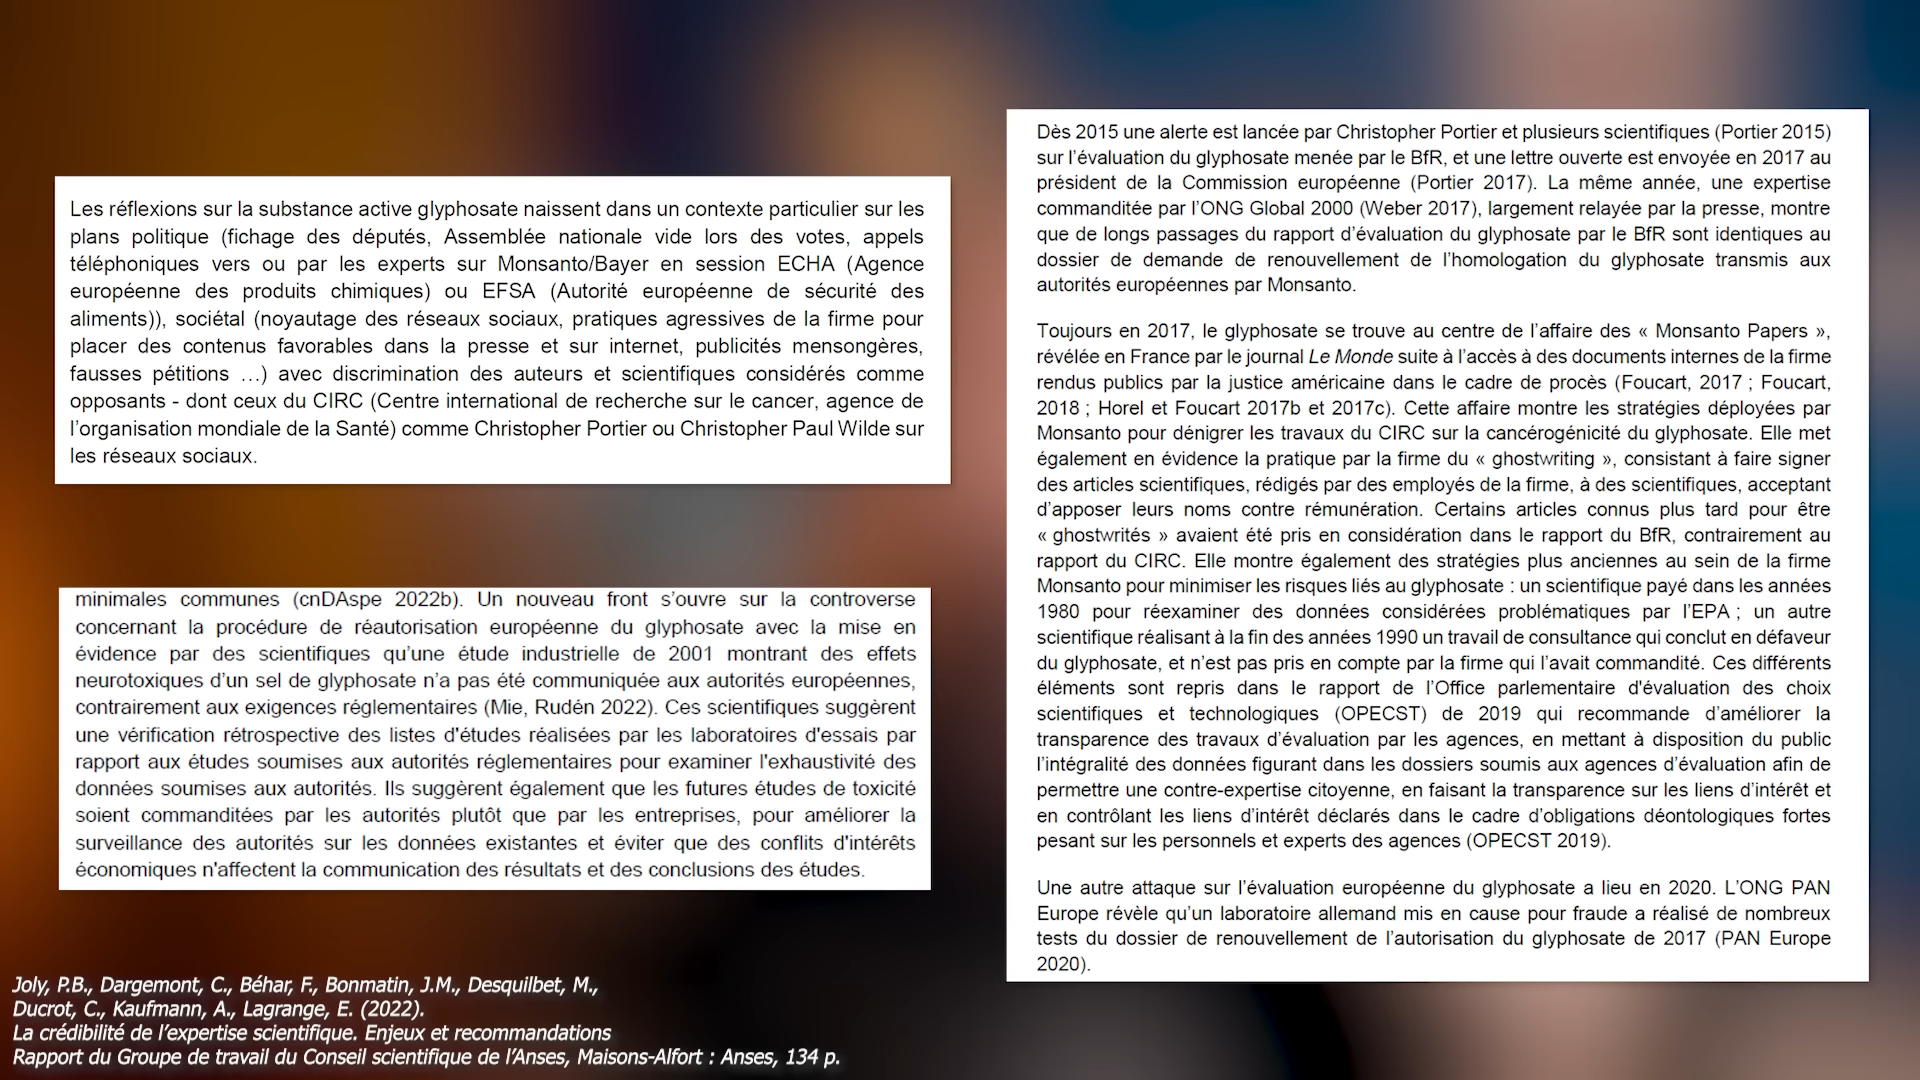 Les réflexions sur la substance active glyphosate naissent dans un contexte particulier sur les
plans politique (fichage des députés, Assemblée nationale vide lors des votes, appels
téléphoniques vers ou par les experts sur Monsanto/Bayer en session ECHA (Agence
européenne des produits chimiques) ou EFSA (Autorité européenne de sécurité des
aliments)), sociétal (noyautage des réseaux sociaux, pratiques agressives de la firme pour
placer des contenus favorables dans la presse et sur internet, publicités mensongères,
fausses pétitions …) avec discrimination des auteurs et scientifiques considérés comme
opposants - dont ceux du CIRC (Centre international de recherche sur le cancer, agence de
l'organisation mondiale de la Santé) comme Christopher Portier ou Christopher Paul Wilde sur
les réseaux sociaux.
minimales communes (cnDAspe 2022b). Un nouveau front s'ouvre sur la controverse
concernant la procédure de réautorisation européenne du glyphosate avec la mise en
évidence par des scientifiques qu'une étude industrielle de 2001 montrant des effets
neurotoxiques d'un sel de glyphosate n'a pas été communiquée aux autorités européennes,
contrairement aux exigences réglementaires (Mie, Rudén 2022). Ces scientifiques suggèrent
une vérification rétrospective des listes d'études réalisées par les laboratoires d'essais par
rapport aux études soumises aux autorités réglementaires pour examiner l'exhaustivité des
données soumises aux autorités. Ils suggèrent également que les futures études de toxicité
soient commanditées par les autorités plutôt que par les entreprises, pour améliorer la
surveillance des autorités sur les données existantes et éviter que des conflits d'intérêts
économiques n'affectent la communication des résultats et des conclusions des études.
Dès 2015 une alerte est lancée par Christopher Portier et plusieurs scientifiques (Portier 2015)
sur l'évaluation du glyphosate menée par le BfR, et une lettre ouverte est envoyée en 2017 au
président de la Commission européenne (Portier 2017). La même année, une expertise
commanditée par l'ONG Global 2000 (Weber 2017), largement relayée par la presse, montre
que de longs passages du rapport d'évaluation du glyphosate par le BfR sont identiques au
dossier de demande de renouvellement de l'homologation du glyphosate transmis aux
autorités européennes par Monsanto.
Toujours en 2017, le glyphosate se trouve au centre de l'affaire des « Monsanto Papers »,
révélée en France par le journal Le Monde suite à l'accès à des documents internes de la firme
rendus publics par la justice américaine dans le cadre de procès (Foucart, 2017 ; Foucart,
2018 ; Horel et Foucart 2017b et 2017c). Cette affaire montre les stratégies déployées par
Monsanto pour dénigrer les travaux du CIRC sur la cancérogénicité du glyphosate. Elle met
également en évidence la pratique par la firme du « ghostwriting », consistant à faire signer
des articles scientifiques, rédigés par des employés de la firme, à des scientifiques, acceptant
d'apposer leurs noms contre rémunération. Certains articles connus plus tard pour être
« ghostwrités » avaient été pris en considération dans le rapport du BfR, contrairement au
rapport du CIRC. Elle montre également des stratégies plus anciennes au sein de la firme
Monsanto pour minimiser les risques liés au glyphosate : un scientifique payé dans les années
1980 pour réexaminer des données considérées problématiques par l'EPA ; un autre
scientifique réalisant à la fin des années 1990 un travail de consultance qui conclut en défaveur
du glyphosate, et n'est pas pris en compte par la firme qui l'avait commandité. Ces différents
éléments sont repris dans le rapport de l'Office parlementaire d'évaluation des choix
scientifiques et technologiques (OPECST) de 2019 qui recommande d'améliorer la
transparence des travaux d'évaluation par les agences, en mettant à disposition du public
l'intégralité des données figurant dans les dossiers soumis aux agences d'évaluation afin de
permettre une contre-expertise citoyenne, en faisant la transparence sur les liens d'intérêt et
en contrôlant les liens d'intérêt déclarés dans le cadre d'obligations déontologiques fortes
pesant sur les personnels et experts des agences (OPECST 2019).
Une autre attaque sur l'évaluation européenne du glyphosate a lieu en 2020. L'ONG PAN
Europe révèle qu'un laboratoire allemand mis en cause pour fraude a réalisé de nombreux
tests du dossier de renouvellement de l'autorisation du glyphosate de 2017 (PAN Europe
2020).
Joly, P.B., Dargemont, C., Béhar, F., Bonmatin, J.M., Desquilbet, M.,
Ducrot, C., Kaufmann, A., Lagrange, E. (2022).
La crédibilité de l'expertise scientifique. Enjeux et recommandations
Rapport du Groupe de travail du Conseil scientifique de l'Anses, Maisons-Alfort : Anses, 134 p.